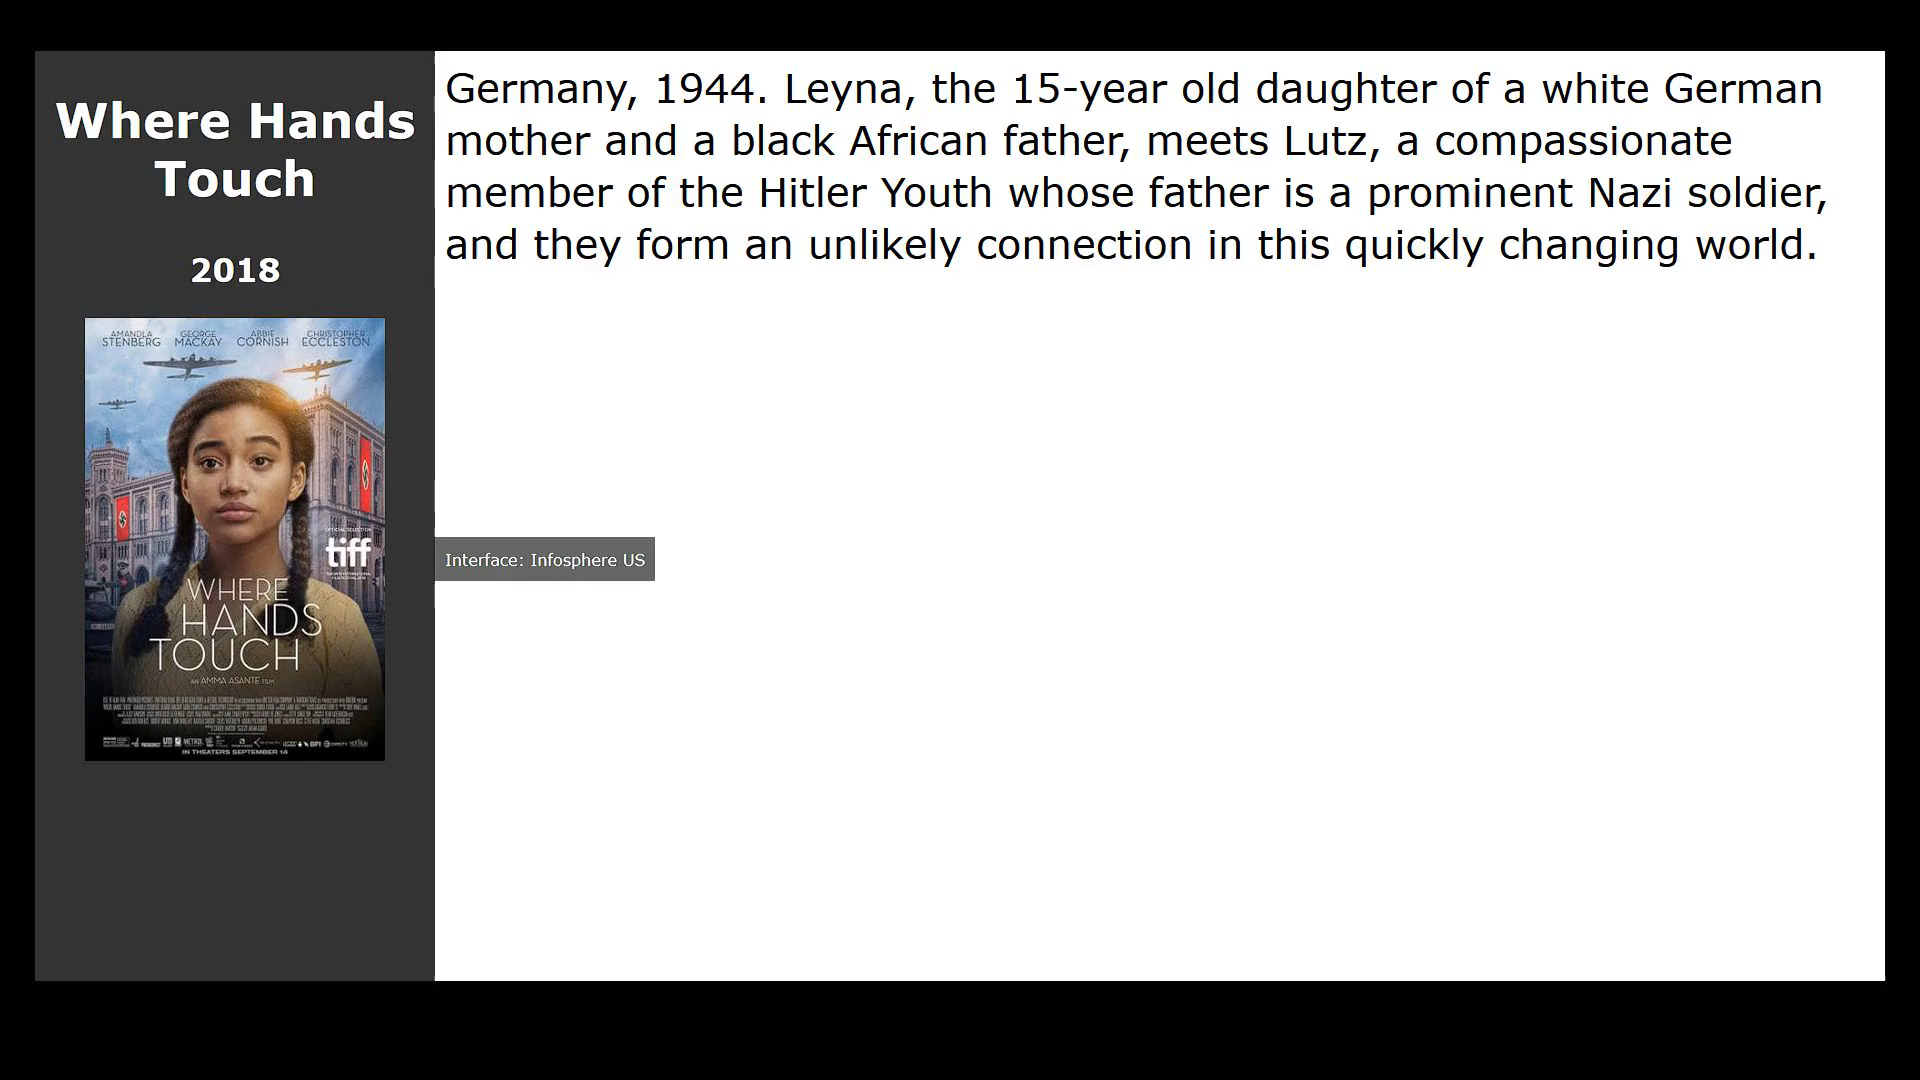 Where Hands
Touch
2018
AMANDLA
STENBERG
GEORGE
MACKAY
ABBIE
CORNISH
CHRISTOPHER
ECCLESTON
OFFICIAL SELECTION
tiff
WHERE
HANDS
TOUCH
AN AMMA ASANTE FILM
IN THEATERS SEPTEMBER 14
Germany, 1944. Leyna, the 15-year old daughter of a white German
mother and a black African father, meets Lutz, a compassionate
member of the Hitler Youth whose father is a prominent Nazi soldier,
and they form an unlikely connection in this quickly changing world.
Interface: Infosphere US